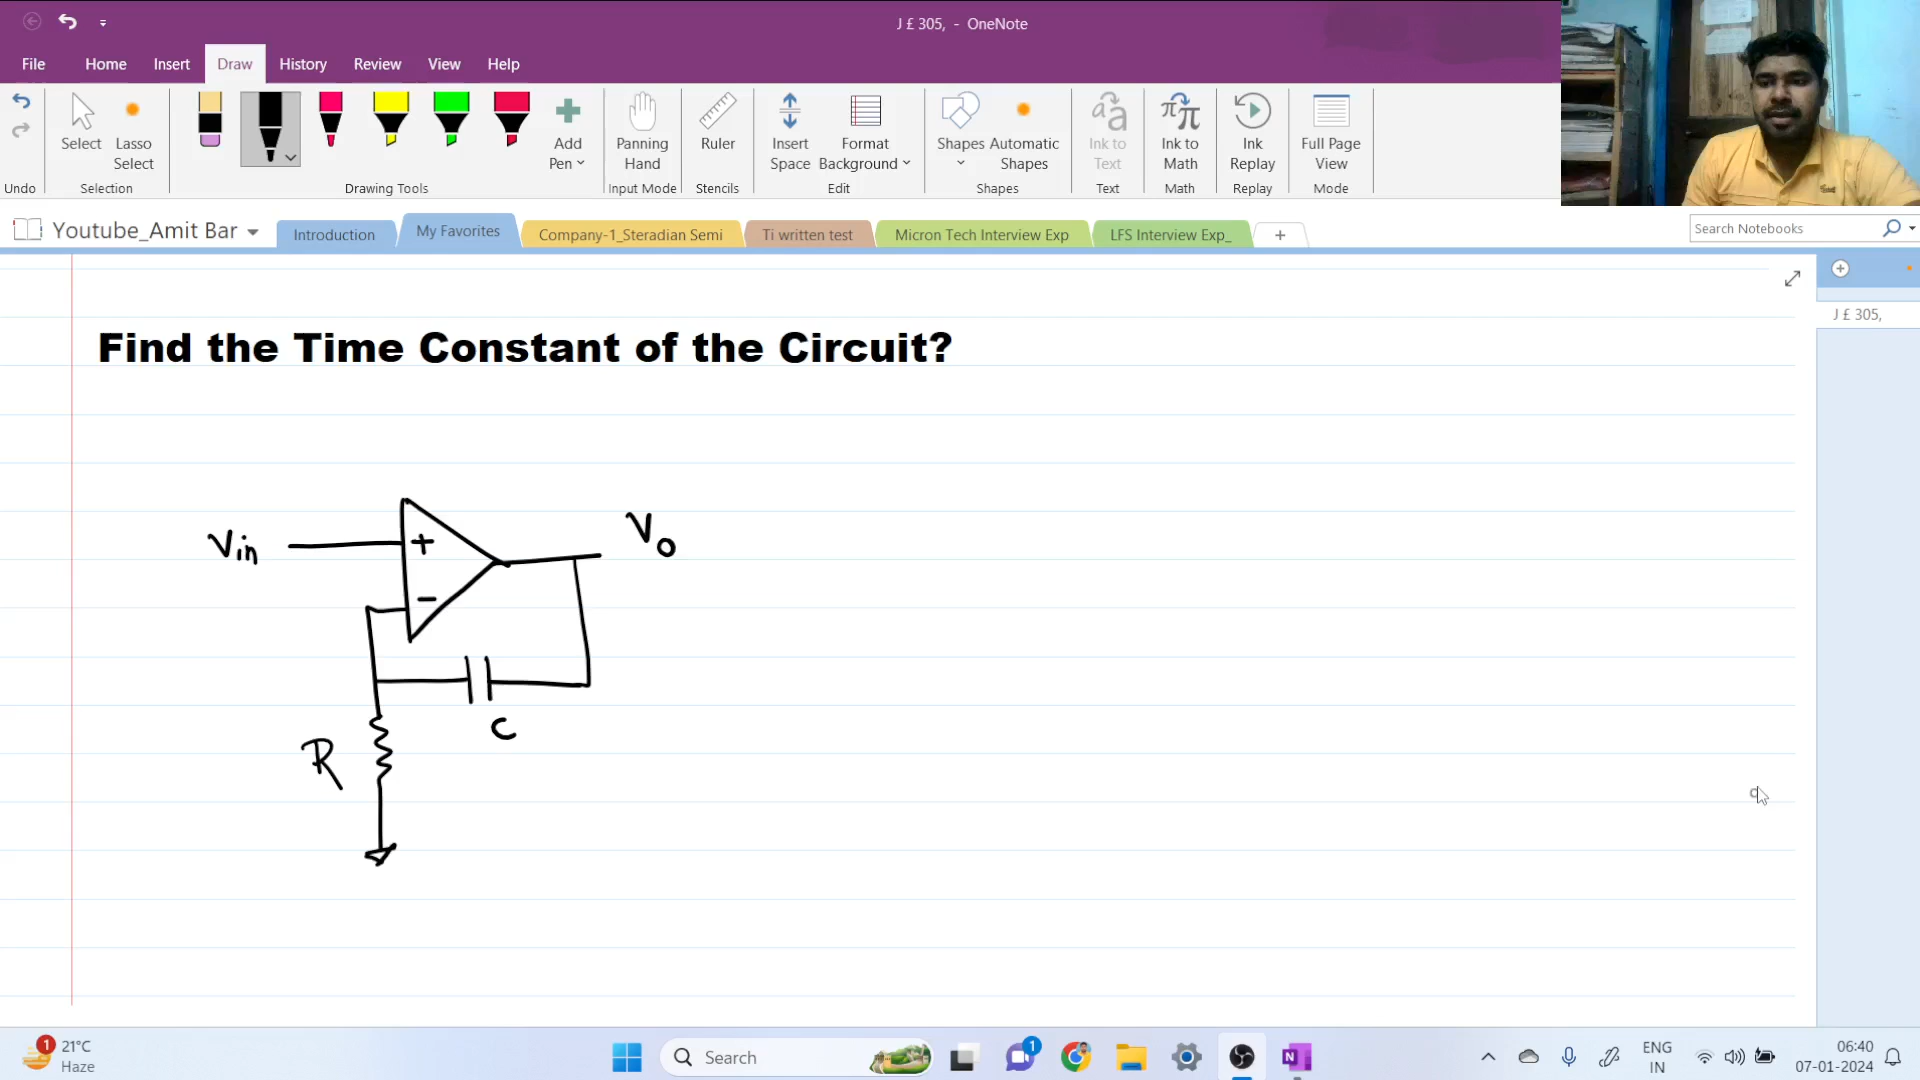 J £ 305, - OneNote
File Home Insert Draw History Review View Help
Select Lasso Select Add Pen Panning Hand Ruler Insert Space Format Background Shapes Automatic Shapes Ink to Text Ink to Math Ink Replay Full Page View
Undo Selection Drawing Tools Input Mode Stencils Edit Shapes Text Math Replay Mode
Youtube_Amit Bar Introduction My Favorites Company-1_Steradian Semi Ti written test Micron Tech Interview Exp LFS Interview Exp_ + Search Notebooks
J £ 305,
Find the Time Constant of the Circuit?
Vin + Vo
-
C
R
1 21°C
Haze
Search
1
ENG
IN
06:40
07-01-2024